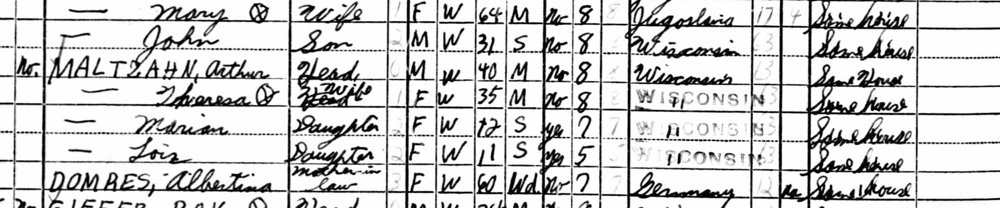 — Mary ⊗ Wife 1 F W 64 M no 8 8 Jugoslavia 17 4 Same house
— John Son 2 M W 31 S no 8 Wisconsin 63 Same house
No. MALTZAHN, Arthur Head 0 M W 40 M no 8 x Wisconsin 63 Same House
— Theresa ⊗ Head Wife 1 F W 35 M no 8 8 WISCONSIN 63 Same house
— Marian Daughter 2 F W 12 S yes 7 7 WISCONSIN 63 Same house
— Lois Daughter 2 F W 11 S yes 5 5 WISCONSIN 63 Same house
DOMRES, Albertina mother-in law 3 F W 60 Wd. no 7 7 Germany 12 na Same house